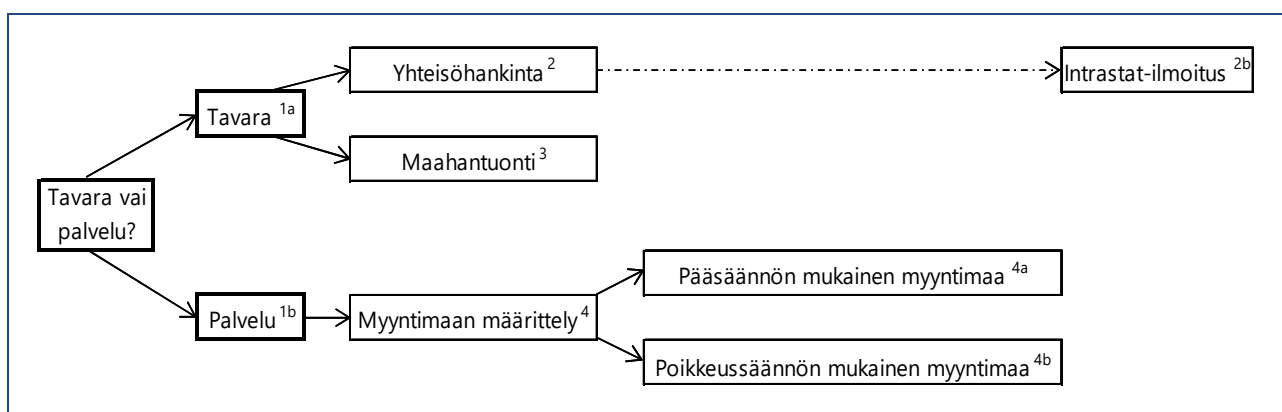 Yhteisöhankinta 2
Intrastat-ilmoitus 2b
Tavara 1a
Maahantuonti 3
Tavara vai
palvelu?
Pääsäännön mukainen myyntimaa 4a
Palvelu 1b
Myyntimaan määrittely 4
Poikkeussäännön mukainen myyntimaa 4b